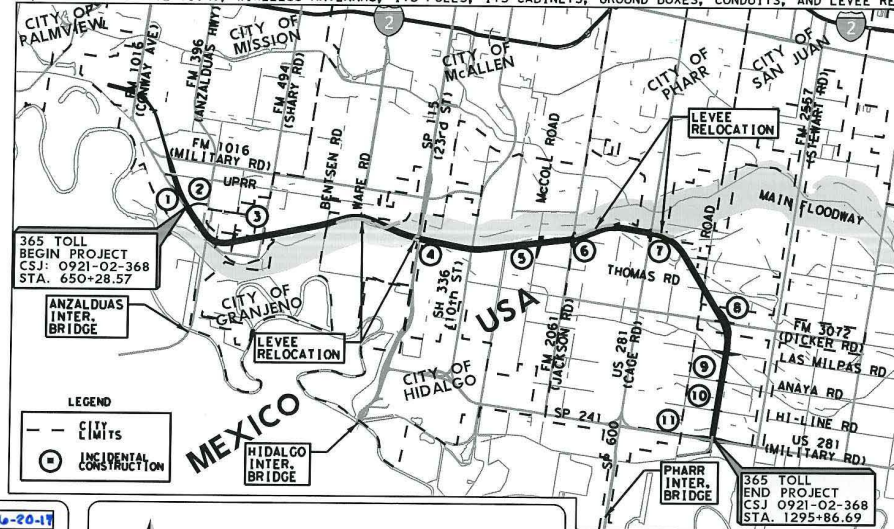 CITY OF
PALMVIEW
FM 1016
(CONWAY AVE)
FM 396
(ANZALDUAS HWY)
CITY OF
MISSION
FM 494
(SHARY RD)
2
CITY OF
McALLEN
SP 115
(23rd ST)
CITY OF
PHARR
CITY OF
SAN JUAN
2
FM 2557
(STEWART RD)
LEVEE
RELOCATION
McCOLL ROAD
BENTSEN RD
WARE RD
FM 1016
(MILITARY RD)
UPRR
MAIN FLOODWAY
ROAD
1
2
3
4
5
6
7
THOMAS RD
8
365 TOLL
BEGIN PROJECT
CSJ: 0921-02-368
STA. 650+28.57
ANZALDUAS
INTER.
BRIDGE
CITY OF
GRANJENO
LEVEE
RELOCATION
SH 336
(10th ST)
USA
FM 2061
(JACKSON RD)
US 281
(CAGE RD)
FM 3072
(DICKER RD)
LAS MILPAS RD
9
ANAYA RD
10
HI-LINE RD
11
US 281
(MILITARY RD)
CITY OF
HIDALGO
SP 241
SP 600
MEXICO
LEGEND
CITY
LIMITS
INCIDENTAL
CONSTRUCTION
HIDALGO
INTER.
BRIDGE
PHARR
INTER.
BRIDGE
365 TOLL
END PROJECT
CSJ 0921-02-368
STA. 1295+86.69
6-20-17